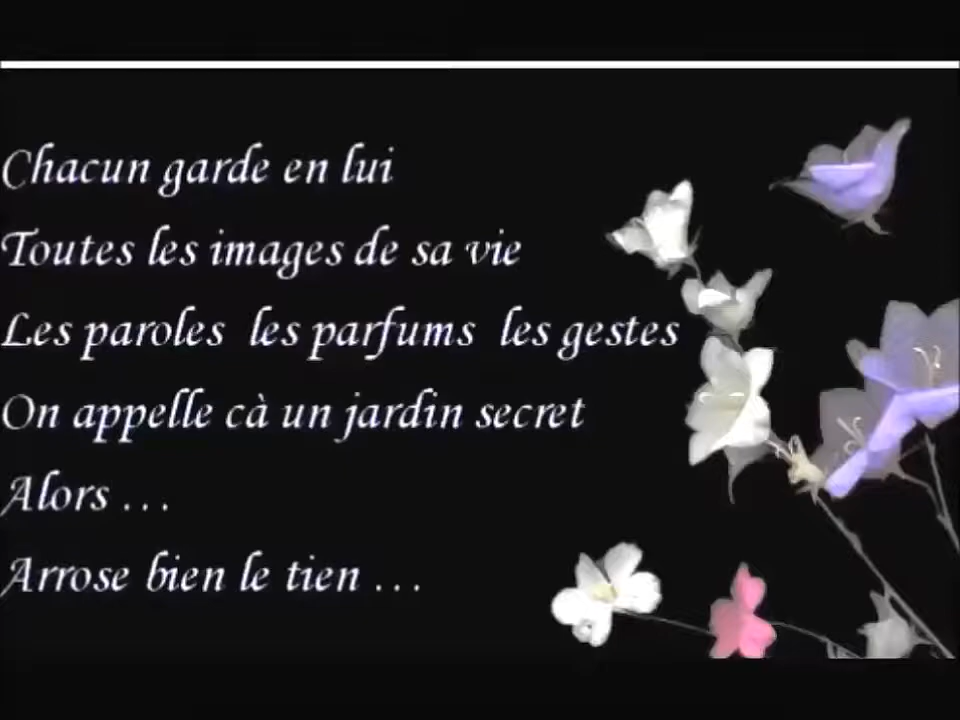 Chacun garde en lui
Toutes les images de sa vie
Les paroles les parfums les gestes
On appelle cà un jardin secret
Alors ...
Arrose bien le tien ...